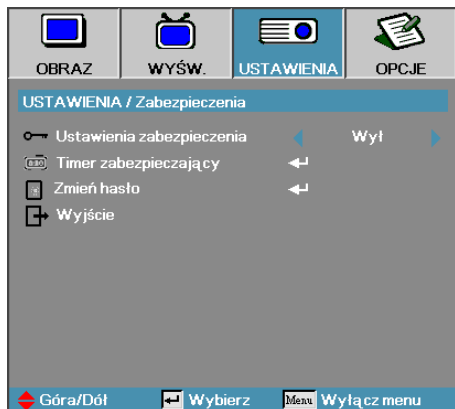 OBRAZ WYŚW. USTAWIENIA OPCJE
USTAWIENIA / Zabezpieczenia
Ustawienia zabezpieczenia Wył
Timer zabezpieczający
Zmień hasło
Wyjście
Góra/Dół Wybierz Menu Wyłącz menu